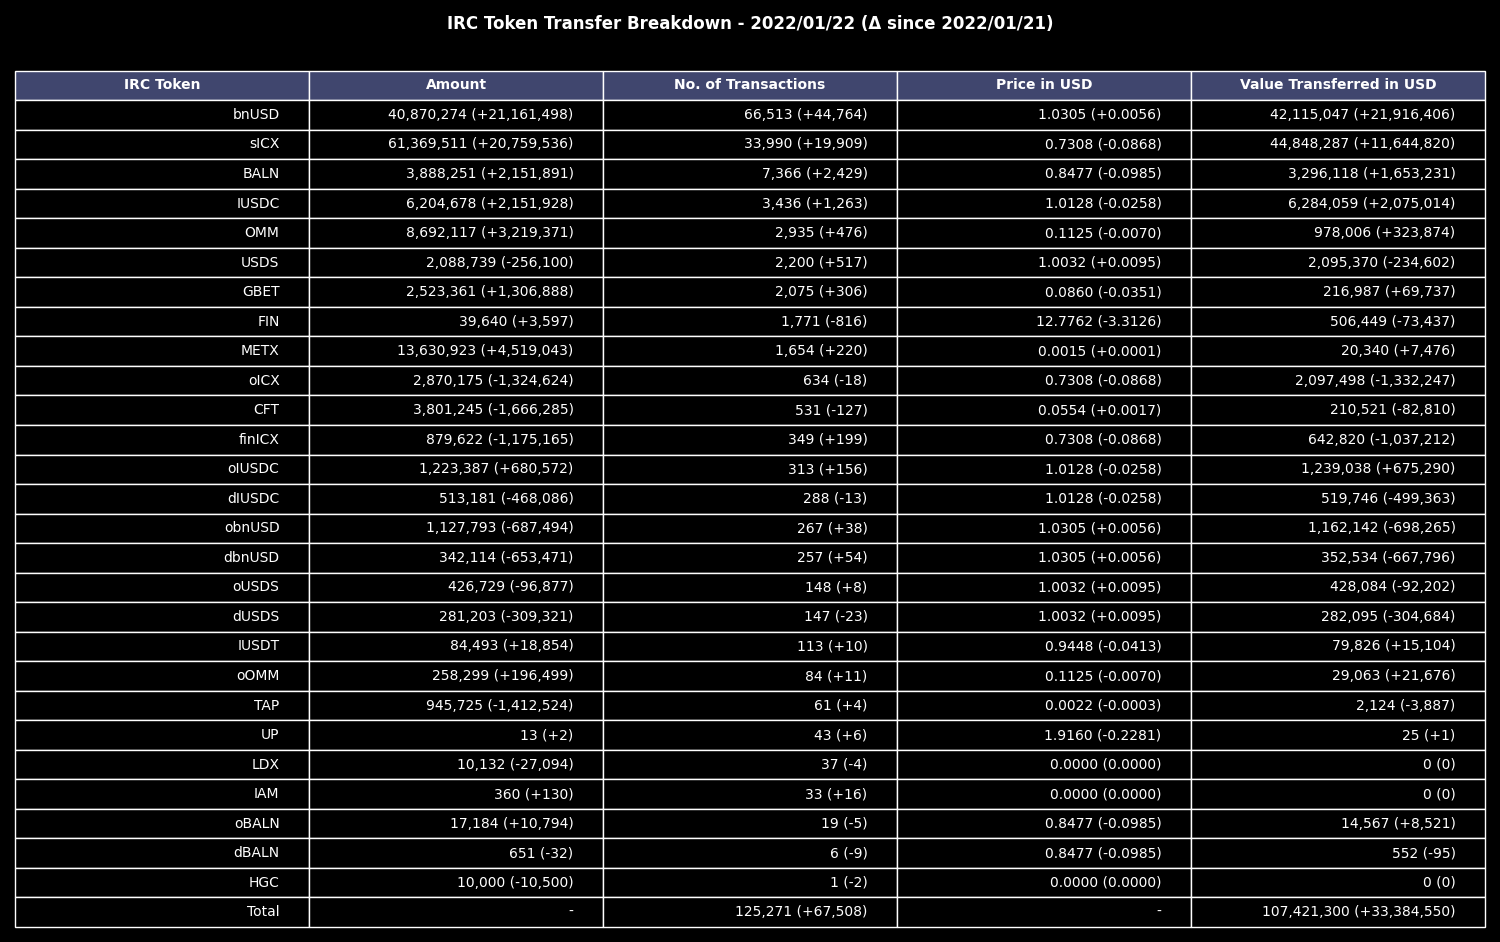 IRC Token Transfer Breakdown - 2022/01/22 (Δ since 2022/01/21)
IRC Token Amount No. of Transactions Price in USD Value Transferred in USD
bnUSD 40,870,274 (+21,161,498) 66,513 (+44,764) 1.0305 (+0.0056) 42,115,047 (+21,916,406)
sICX 61,369,511 (+20,759,536) 33,990 (+19,909) 0.7308 (-0.0868) 44,848,287 (+11,644,820)
BALN 3,888,251 (+2,151,891) 7,366 (+2,429) 0.8477 (-0.0985) 3,296,118 (+1,653,231)
IUSDC 6,204,678 (+2,151,928) 3,436 (+1,263) 1.0128 (-0.0258) 6,284,059 (+2,075,014)
OMM 8,692,117 (+3,219,371) 2,935 (+476) 0.1125 (-0.0070) 978,006 (+323,874)
USDS 2,088,739 (-256,100) 2,200 (+517) 1.0032 (+0.0095) 2,095,370 (-234,602)
GBET 2,523,361 (+1,306,888) 2,075 (+306) 0.0860 (-0.0351) 216,987 (+69,737)
FIN 39,640 (+3,597) 1,771 (-816) 12.7762 (-3.3126) 506,449 (-73,437)
METX 13,630,923 (+4,519,043) 1,654 (+220) 0.0015 (+0.0001) 20,340 (+7,476)
oICX 2,870,175 (-1,324,624) 634 (-18) 0.7308 (-0.0868) 2,097,498 (-1,332,247)
CFT 3,801,245 (-1,666,285) 531 (-127) 0.0554 (+0.0017) 210,521 (-82,810)
finICX 879,622 (-1,175,165) 349 (+199) 0.7308 (-0.0868) 642,820 (-1,037,212)
oIUSDC 1,223,387 (+680,572) 313 (+156) 1.0128 (-0.0258) 1,239,038 (+675,290)
dIUSDC 513,181 (-468,086) 288 (-13) 1.0128 (-0.0258) 519,746 (-499,363)
obnUSD 1,127,793 (-687,494) 267 (+38) 1.0305 (+0.0056) 1,162,142 (-698,265)
dbnUSD 342,114 (-653,471) 257 (+54) 1.0305 (+0.0056) 352,534 (-667,796)
oUSDS 426,729 (-96,877) 148 (+8) 1.0032 (+0.0095) 428,084 (-92,202)
dUSDS 281,203 (-309,321) 147 (-23) 1.0032 (+0.0095) 282,095 (-304,684)
IUSDT 84,493 (+18,854) 113 (+10) 0.9448 (-0.0413) 79,826 (+15,104)
oOMM 258,299 (+196,499) 84 (+11) 0.1125 (-0.0070) 29,063 (+21,676)
TAP 945,725 (-1,412,524) 61 (+4) 0.0022 (-0.0003) 2,124 (-3,887)
UP 13 (+2) 43 (+6) 1.9160 (-0.2281) 25 (+1)
LDX 10,132 (-27,094) 37 (-4) 0.0000 (0.0000) 0 (0)
IAM 360 (+130) 33 (+16) 0.0000 (0.0000) 0 (0)
oBALN 17,184 (+10,794) 19 (-5) 0.8477 (-0.0985) 14,567 (+8,521)
dBALN 651 (-32) 6 (-9) 0.8477 (-0.0985) 552 (-95)
HGC 10,000 (-10,500) 1 (-2) 0.0000 (0.0000) 0 (0)
Total - 125,271 (+67,508) - 107,421,300 (+33,384,550)